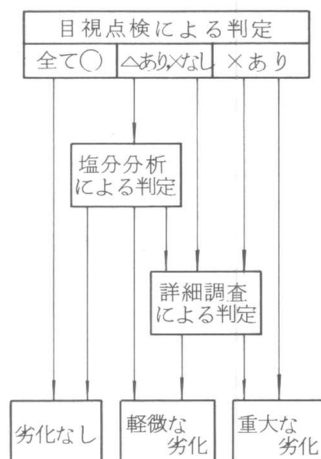 目視点検による判定
全て○
△あり,×なし
×あり
塩分分析
による判定
詳細調査
による判定
劣化なし
軽微な
劣化
重大な
劣化